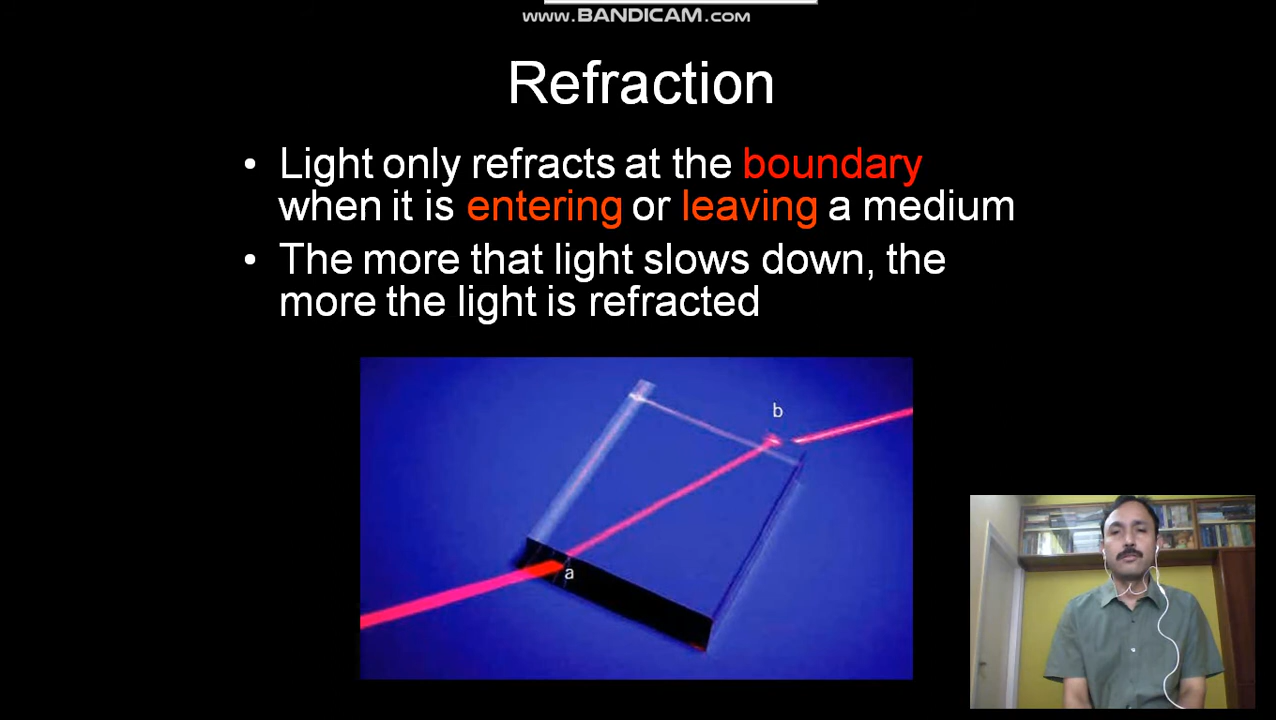 www.BANDICAM.com
Refraction
• Light only refracts at the boundary
when it is entering or leaving a medium
• The more that light slows down, the
more the light is refracted
b
a